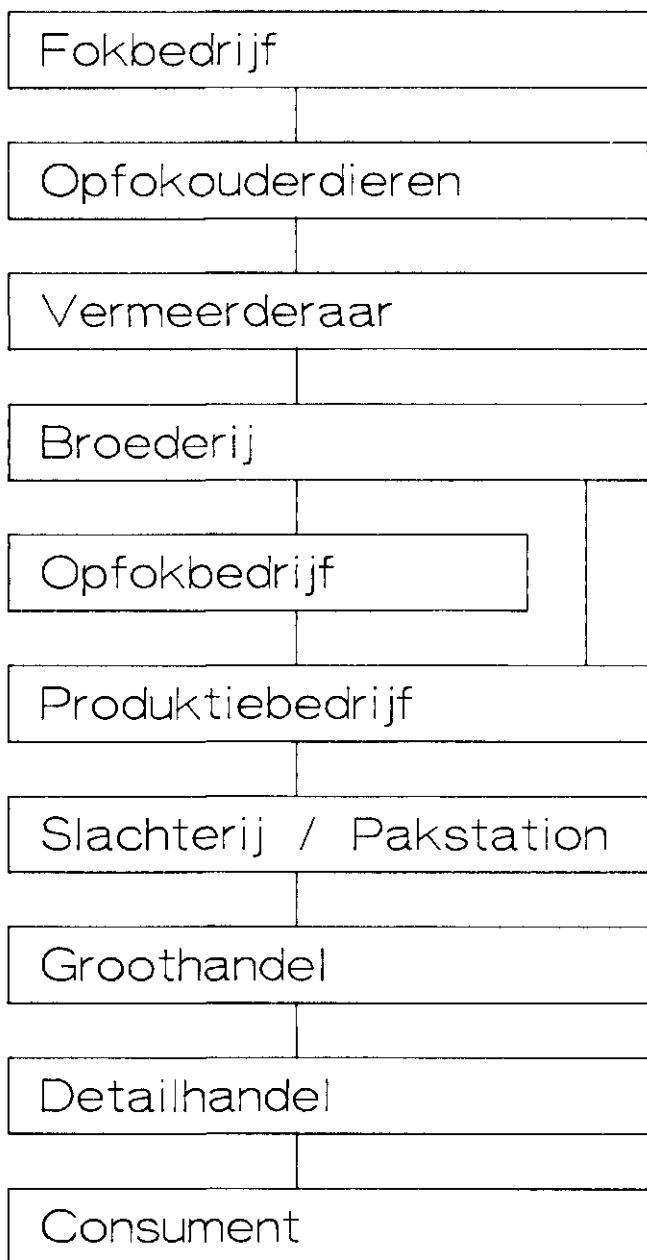 Fokbedrijf
Opfokouderdieren
Vermeerderaar
Broederij
Opfokbedrijf
Produktiebedrijf
Slachterij / Pakstation
Groothandel
Detailhandel
Consument